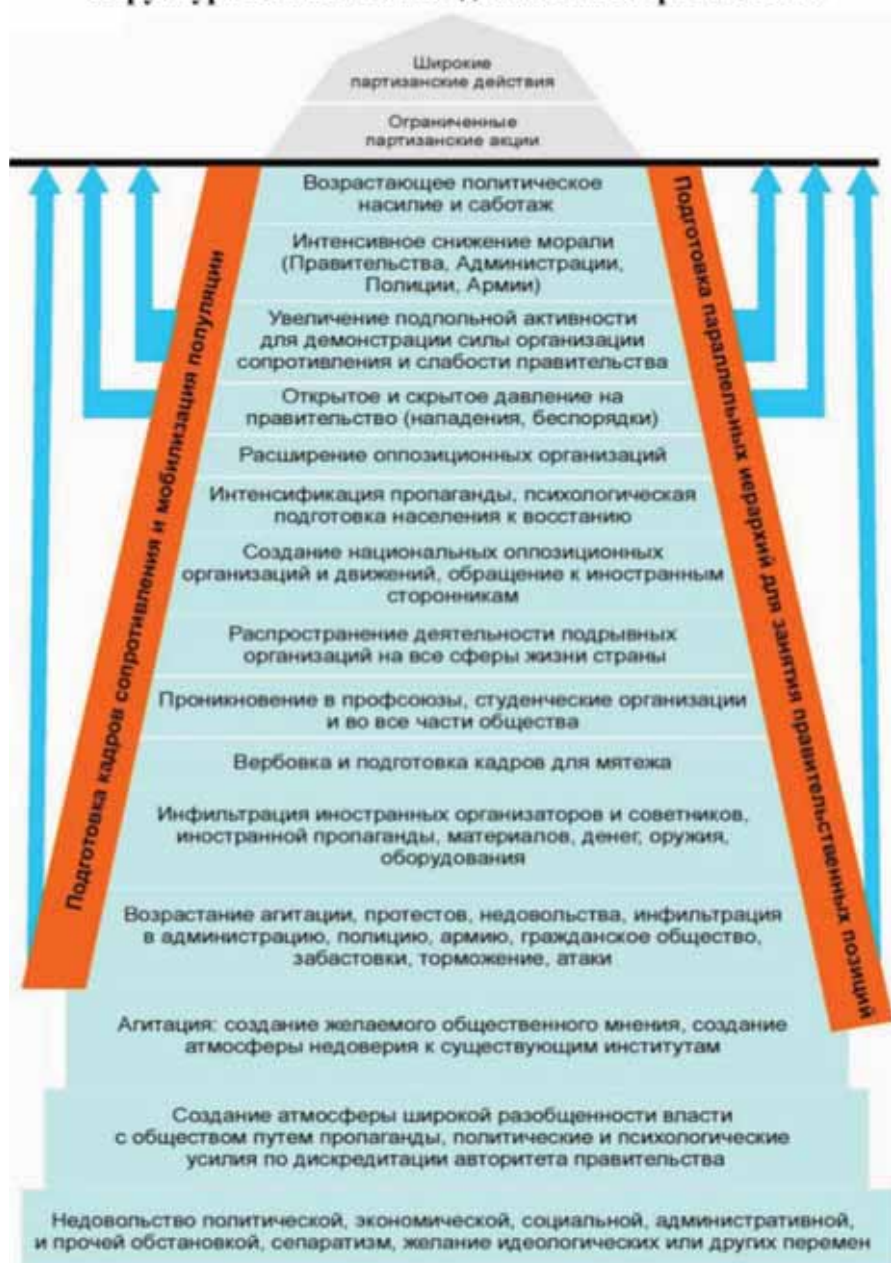 Широкие
партизанские действия
Ограниченные
партизанские акции
Возрастающее политическое
насилие и саботаж
Интенсивное снижение морали
(Правительства, Администрации,
Полиции, Армии)
Увеличение подпольной активности
для демонстрации силы организации
сопротивления и слабости правительства
Открытое и скрытое давление на
правительство (нападения, беспорядки)
Расширение оппозиционных организаций
Интенсификация пропаганды, психологическая
подготовка населения к восстанию
Создание национальных оппозиционных
организаций и движений, обращение к иностранным
сторонникам
Распространение деятельности подрывных
организаций на все сферы жизни страны
Проникновение в профсоюзы, студенческие организации
и во все части общества
Вербовка и подготовка кадров для мятежа
Инфильтрация иностранных организаторов и советников,
иностранной пропаганды, материалов, денег, оружия,
оборудования
Возрастание агитации, протестов, недовольства, инфильтрация
в администрацию, полицию, армию, гражданское общество,
забастовки, торможение, атаки
Агитация: создание желаемого общественного мнения, создание
атмосферы недоверия к существующим институтам
Создание атмосферы широкой разобщенности власти
с обществом путем пропаганды, политические и психологические
усилия по дискредитации авторитета правительства
Недовольство политической, экономической, социальной, административной,
и прочей обстановкой, сепаратизм, желание идеологических или других перемен
Подготовка кадров сопротивления и мобилизация популяции
Подготовка параллельных иерархий для занятия правительственных позиций